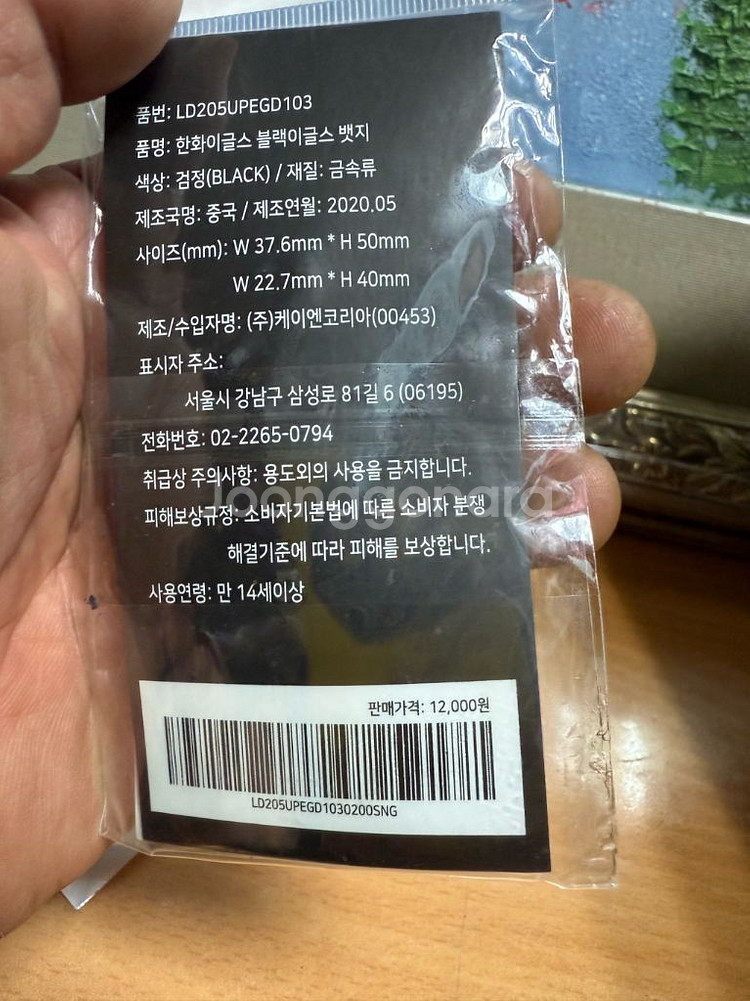 품번: LD205UPEGD103
품명: 한화이글스 블랙이글스 뱃지
색상: 검정(BLACK) / 재질: 금속류
제조국명: 중국 / 제조연월: 2020.05
사이즈(mm): W 37.6mm * H 50mm
W 22.7mm * H 40mm
제조/수입자명: (주)케이엔코리아(00453)
표시자 주소:
서울시 강남구 삼성로 81길 6 (06195)
전화번호: 02-2265-0794
취급상 주의사항: 용도외의 사용을 금지합니다.
Joonggonara
피해보상규정: 소비자기본법에 따른 소비자 분쟁
해결기준에 따라 피해를 보상합니다.
사용연령: 만 14세이상
판매가격: 12,000원
LD205UPEGD1030200SNG